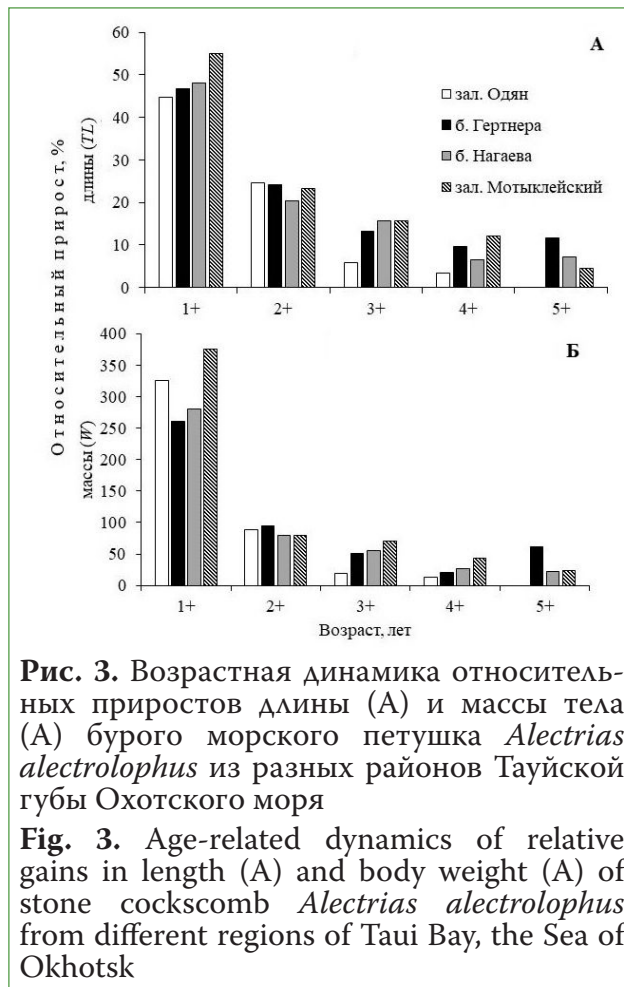 60
А
50
зал. Одян
40
б. Гертнера
30
б. Нагаева
20
зал. Мотыклейский
10
0
1+ 2+ 3+ 4+ 5+
Относительный прирост, %
длины (TL)
массы (W)
400
Б
350
300
250
200
150
100
50
0
1+ 2+ 3+ 4+ 5+
Возраст, лет
Рис. 3. Возрастная динамика относитель-
ных приростов длины (А) и массы тела
(А) бурого морского петушка Alectrias
alectrolophus из разных районов Тауйской
губы Охотского моря
Fig. 3. Age-related dynamics of relative
gains in length (A) and body weight (A) of
stone cockscomb Alectrias alectrolophus
from different regions of Taui Bay, the Sea of
Okhotsk